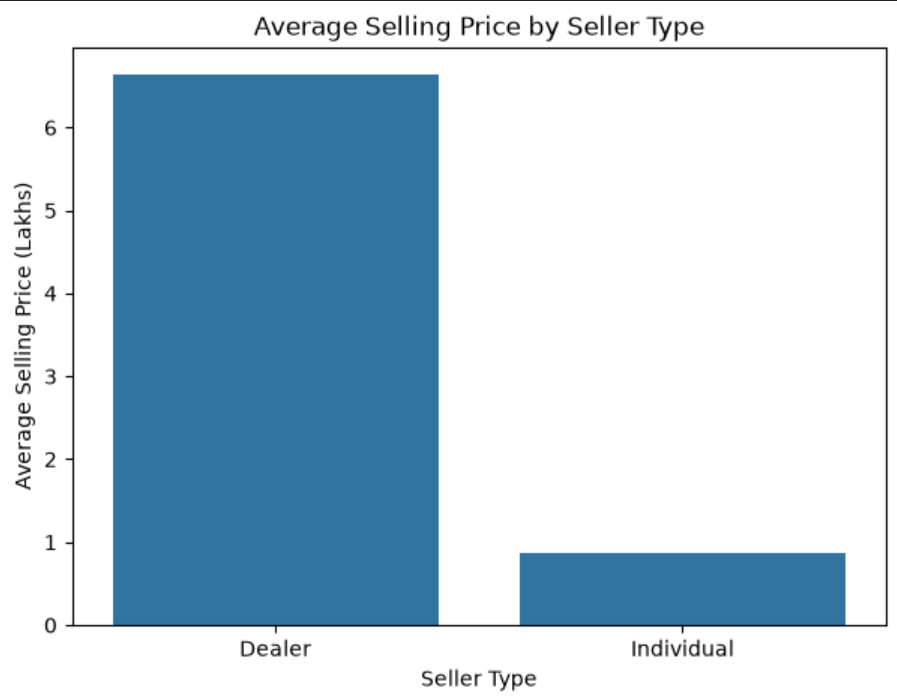 Average Selling Price by Seller Type
Average Selling Price (Lakhs)
6
5
4
3
2
1
0
Dealer Individual
Seller Type